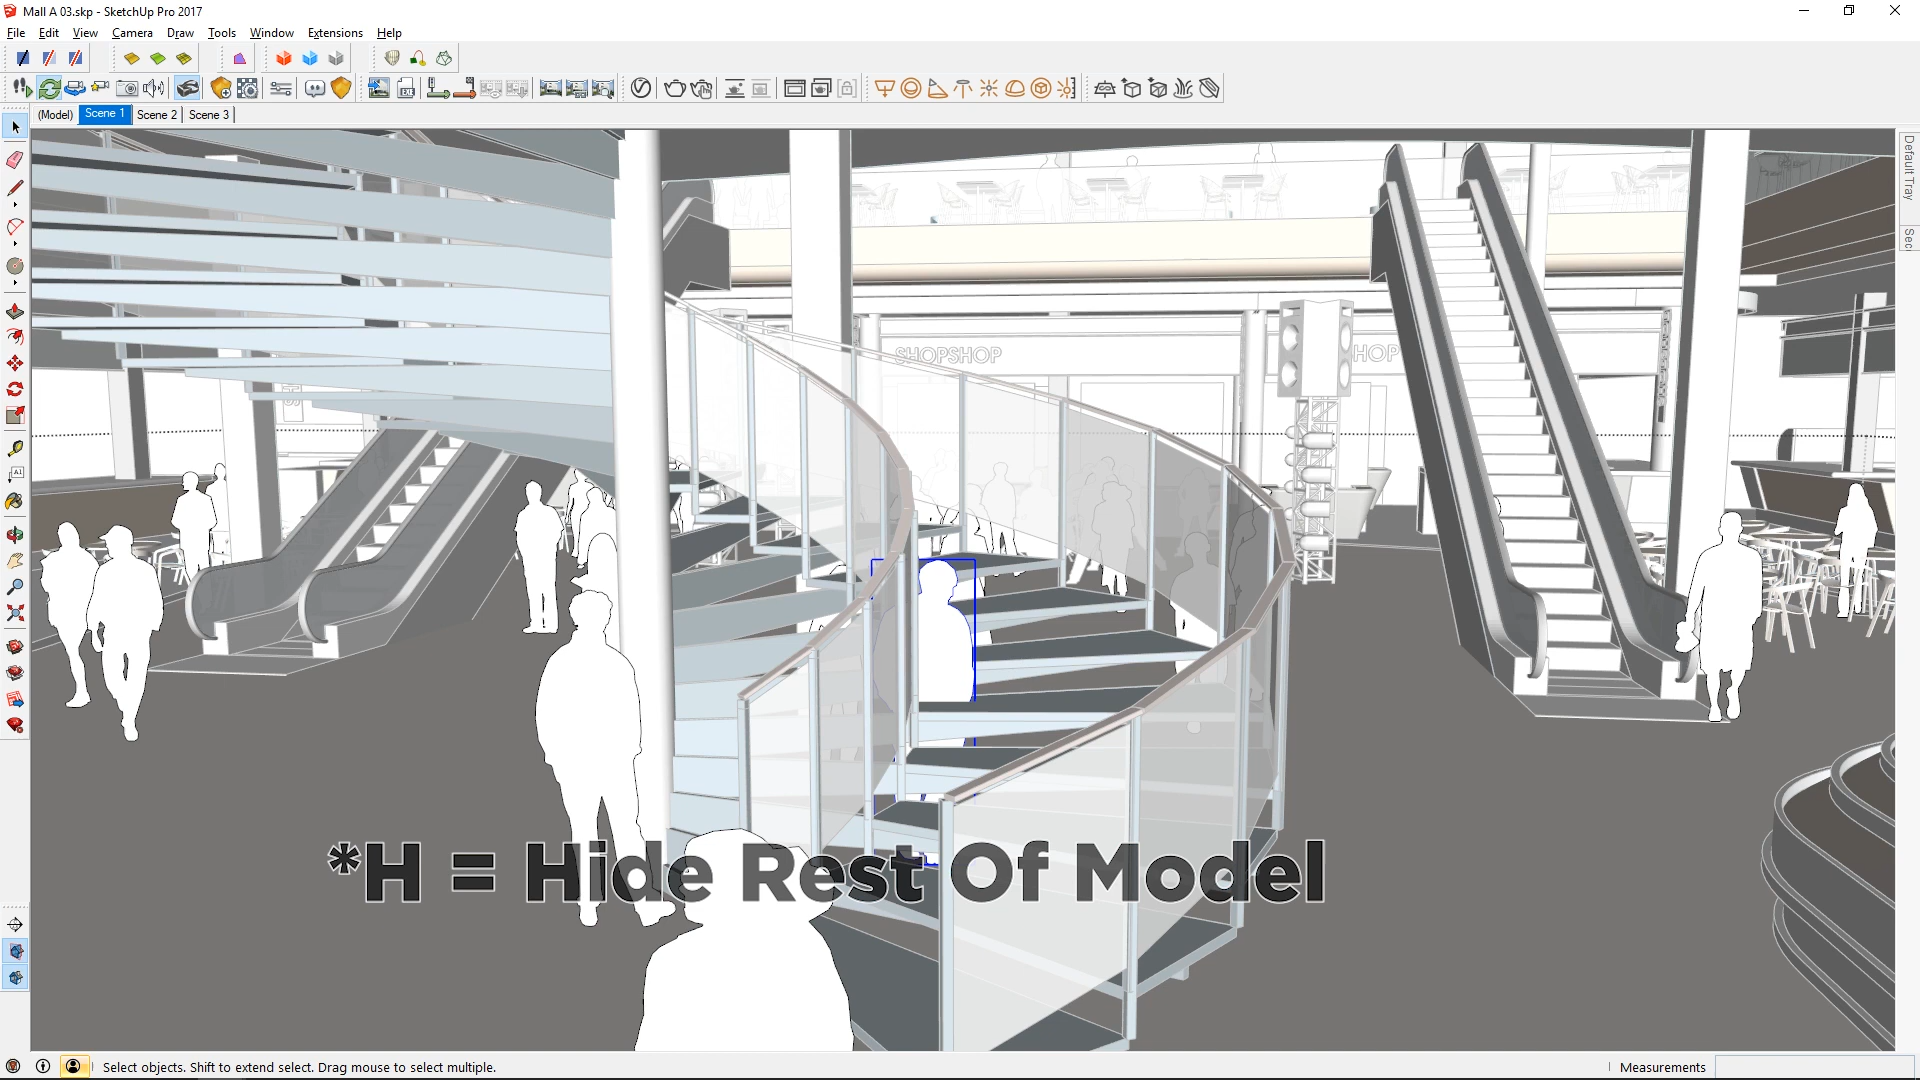 Mall A 03.skp - SketchUp Pro 2017
File Edit View Camera Draw Tools Window Extensions Help
(Model) Scene 1 Scene 2 Scene 3
Default Tray
Sec
A1
SHOPSHOP
HOP
*H = Hide Rest Of Model
Select objects. Shift to extend select. Drag mouse to select multiple.
Measurements